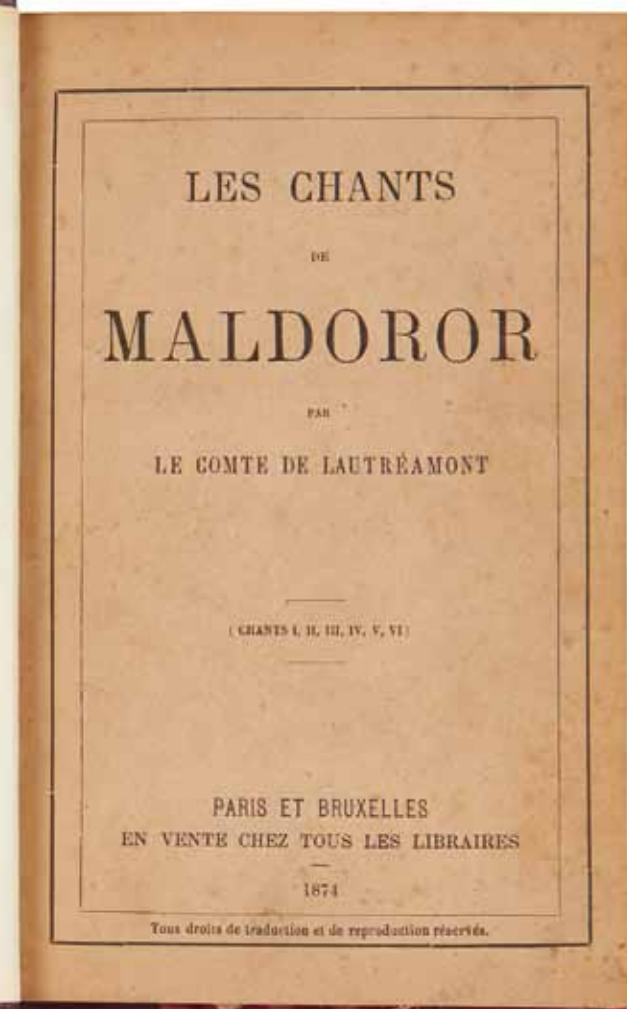 LES CHANTS
DE
MALDOROR
PAR
LE COMTE DE LAUTRÉAMONT
( CHANTS I, II, III, IV, V, VI )
PARIS ET BRUXELLES
EN VENTE CHEZ TOUS LES LIBRAIRES
1874
Tous droits de traduction et de reproduction réservés.